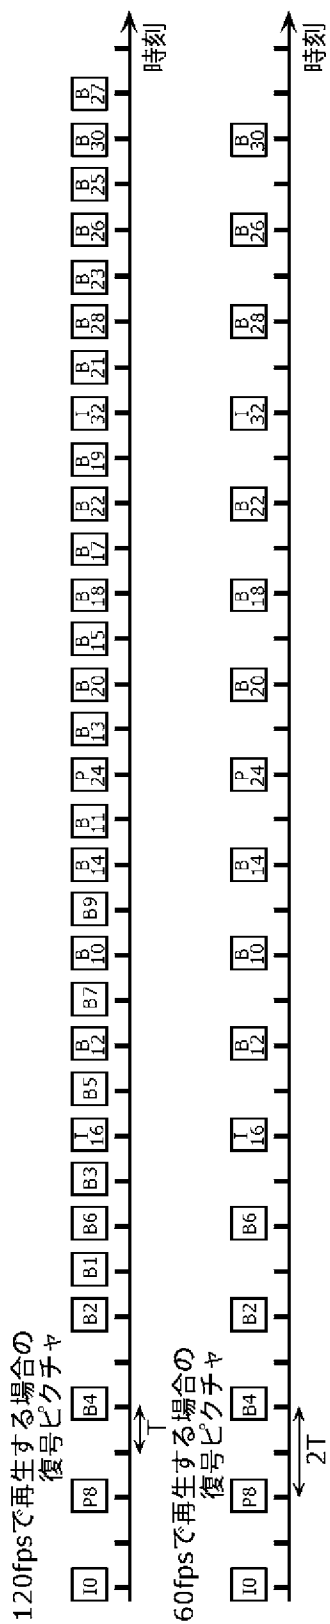 120fpsで再生する場合の
復号ピクチャ
I0 P8 B4 B2 B1 B6 B3 I16 B5 B12 B7 B10 B9 B14 B11 P24 B13 B20 B15 B18 B17 B22 B19 I32 B21 B28 B23 B26 B25 B30 B27
T
時刻
60fpsで再生する場合の
復号ピクチャ
I0 P8 B4 B2 B6 I16 B12 B10 B14 P24 B20 B18 B22 I32 B28 B26 B30
2T
時刻